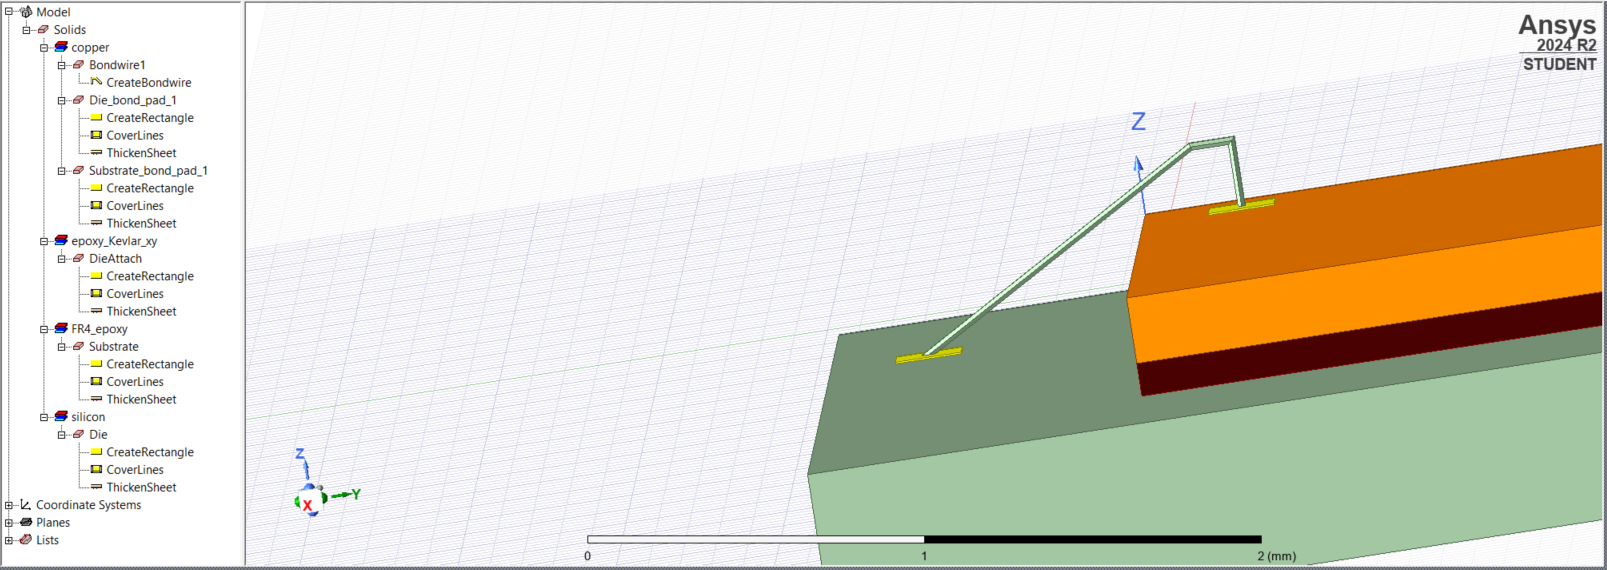 Model
Solids
copper
Bondwire1
CreateBondwire
Die_bond_pad_1
CreateRectangle
CoverLines
ThickenSheet
Substrate_bond_pad_1
CreateRectangle
CoverLines
ThickenSheet
epoxy_Kevlar_xy
DieAttach
CreateRectangle
CoverLines
ThickenSheet
FR4_epoxy
Substrate
CreateRectangle
CoverLines
ThickenSheet
silicon
Die
CreateRectangle
CoverLines
ThickenSheet
Coordinate Systems
Planes
Lists
Ansys
2024 R2
STUDENT
Z
Z
Y
X
0 1 2 (mm)